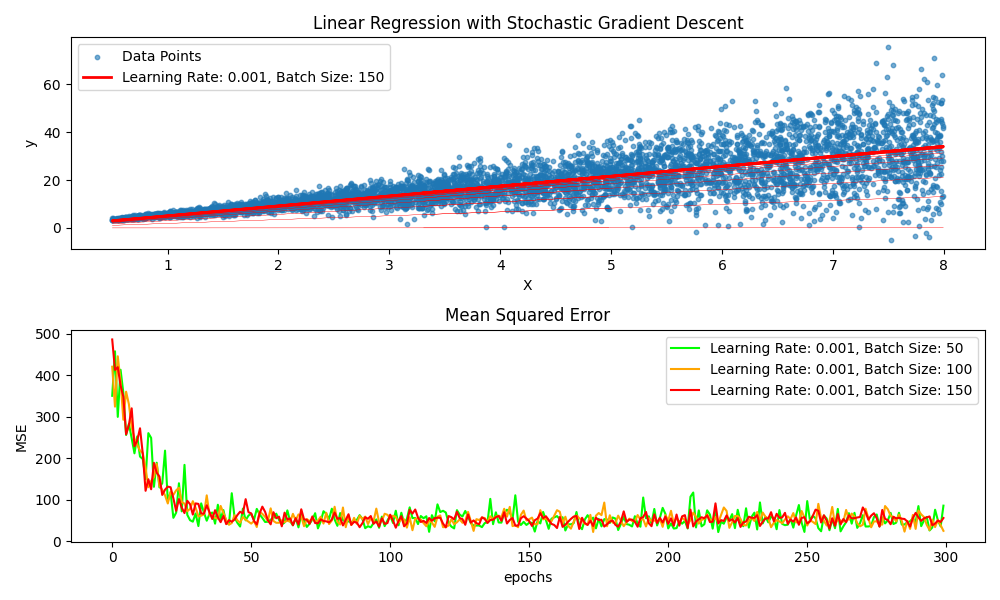 Linear Regression with Stochastic Gradient Descent
Data Points
Learning Rate: 0.001, Batch Size: 150
y
60
40
20
0
1 2 3 4 5 6 7 8
X
Mean Squared Error
Learning Rate: 0.001, Batch Size: 50
Learning Rate: 0.001, Batch Size: 100
Learning Rate: 0.001, Batch Size: 150
MSE
500
400
300
200
100
0
0 50 100 150 200 250 300
epochs